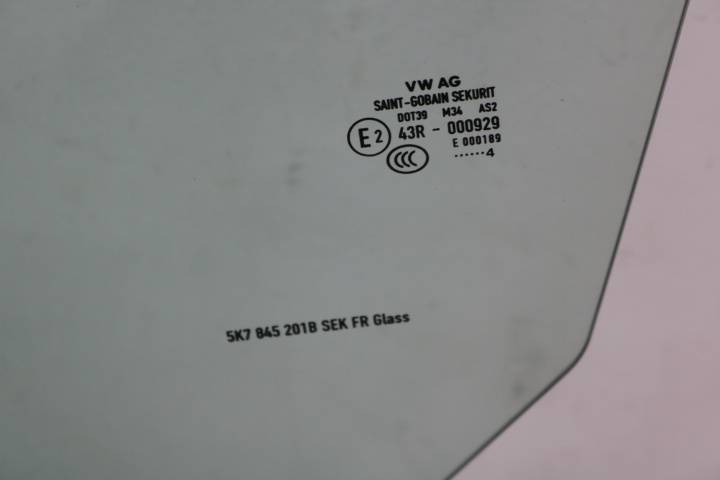 VW AG
SAINT-GOBAIN SEKURIT
DOT39 M34 AS2
E2 43R - 000929
E 000189
CCC ......4
5K7 845 201B SEK FR Glass